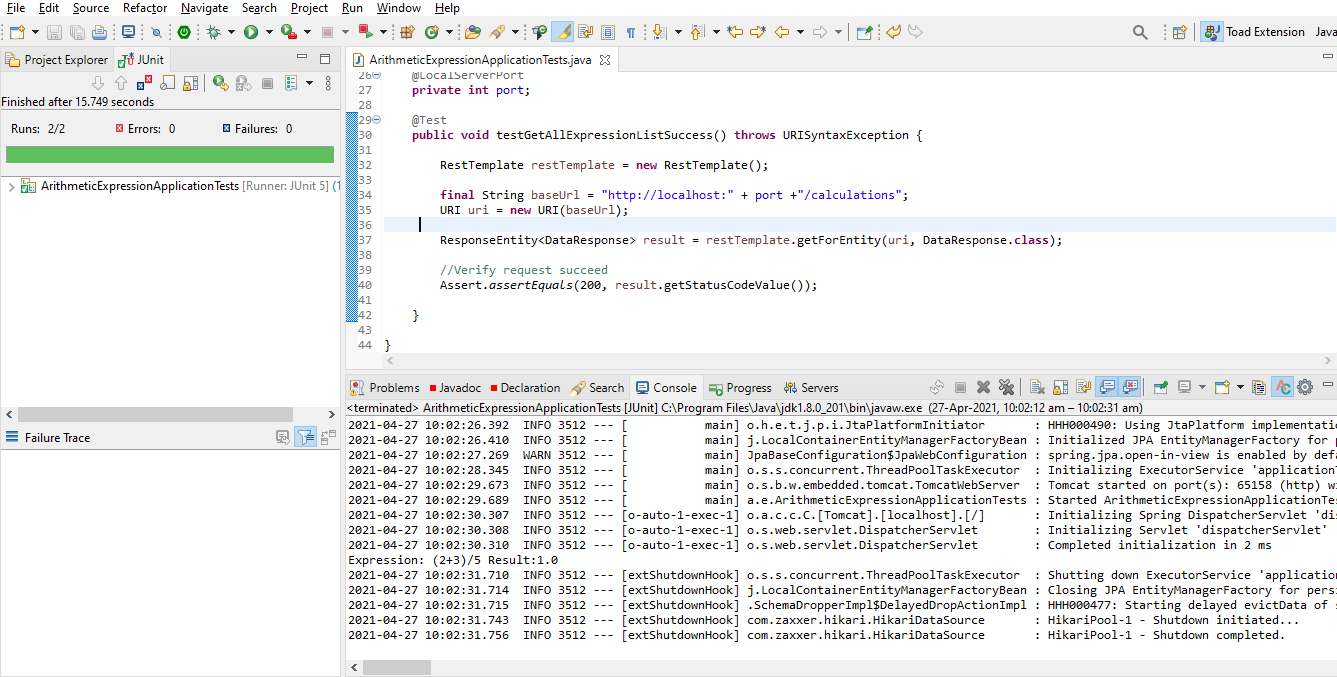 File Edit Source Refactor Navigate Search Project Run Window Help
Toad Extension Java
Project Explorer JUnit
Finished after 15.749 seconds
Runs: 2/2 Errors: 0 Failures: 0
ArithmeticExpressionApplicationTests [Runner: JUnit 5] (1
Failure Trace
ArithmeticExpressionApplicationTests.java
26 @LocalServerPort
27 private int port;
28
29 @Test
30 public void testGetAllExpressionListSuccess() throws URISyntaxException {
31
32 RestTemplate restTemplate = new RestTemplate();
33
34 final String baseUrl = "http://localhost:" + port +"/calculations";
35 URI uri = new URI(baseUrl);
36
37 ResponseEntity<DataResponse> result = restTemplate.getForEntity(uri, DataResponse.class);
38
39 //Verify request succeed
40 Assert.assertEquals(200, result.getStatusCodeValue());
41
42 }
43
44 }
Problems Javadoc Declaration Search Console Progress Servers
<terminated> ArithmeticExpressionApplicationTests [JUnit] C:\Program Files\Java\jdk1.8.0_201\bin\javaw.exe (27-Apr-2021, 10:02:12 am – 10:02:31 am)
2021-04-27 10:02:26.392 INFO 3512 --- [ main] o.h.e.t.j.p.i.JtaPlatformInitiator : HHH000490: Using JtaPlatform implementatio
2021-04-27 10:02:26.410 INFO 3512 --- [ main] j.LocalContainerEntityManagerFactoryBean : Initialized JPA EntityManagerFactory for p
2021-04-27 10:02:27.269 WARN 3512 --- [ main] JpaBaseConfiguration$JpaWebConfiguration : spring.jpa.open-in-view is enabled by defa
2021-04-27 10:02:28.345 INFO 3512 --- [ main] o.s.s.concurrent.ThreadPoolTaskExecutor : Initializing ExecutorService 'applicationT
2021-04-27 10:02:29.673 INFO 3512 --- [ main] o.s.b.w.embedded.tomcat.TomcatWebServer : Tomcat started on port(s): 65158 (http) wi
2021-04-27 10:02:29.689 INFO 3512 --- [ main] a.e.ArithmeticExpressionApplicationTests : Started ArithmeticExpressionApplicationTes
2021-04-27 10:02:30.307 INFO 3512 --- [o-auto-1-exec-1] o.a.c.c.C.[Tomcat].[localhost].[/] : Initializing Spring DispatcherServlet 'dis
2021-04-27 10:02:30.308 INFO 3512 --- [o-auto-1-exec-1] o.s.web.servlet.DispatcherServlet : Initializing Servlet 'dispatcherServlet'
2021-04-27 10:02:30.310 INFO 3512 --- [o-auto-1-exec-1] o.s.web.servlet.DispatcherServlet : Completed initialization in 2 ms
Expression: (2+3)/5 Result:1.0
2021-04-27 10:02:31.710 INFO 3512 --- [extShutdownHook] o.s.s.concurrent.ThreadPoolTaskExecutor : Shutting down ExecutorService 'application
2021-04-27 10:02:31.714 INFO 3512 --- [extShutdownHook] j.LocalContainerEntityManagerFactoryBean : Closing JPA EntityManagerFactory for persi
2021-04-27 10:02:31.715 INFO 3512 --- [extShutdownHook] .SchemaDropperImpl$DelayedDropActionImpl : HHH000477: Starting delayed evictData of s
2021-04-27 10:02:31.743 INFO 3512 --- [extShutdownHook] com.zaxxer.hikari.HikariDataSource : HikariPool-1 - Shutdown initiated...
2021-04-27 10:02:31.756 INFO 3512 --- [extShutdownHook] com.zaxxer.hikari.HikariDataSource : HikariPool-1 - Shutdown completed.